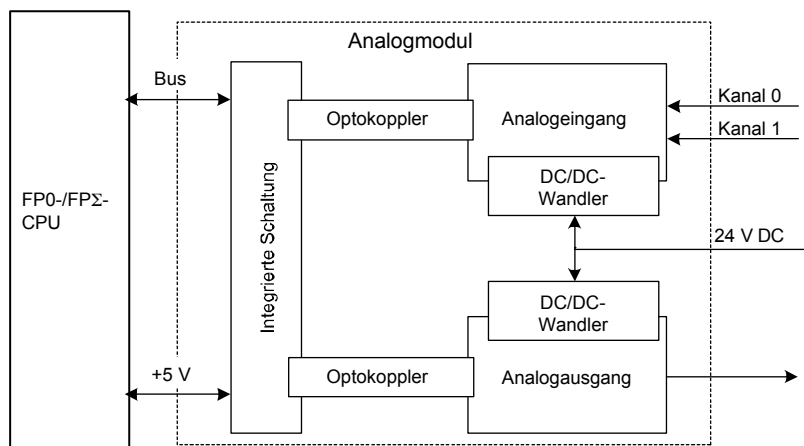 Analogmodul
Bus
Kanal 0
Optokoppler
Analogeingang
Kanal 1
DC/DC-
Wandler
FP0-/FPΣ-
CPU
Integrierte Schaltung
24 V DC
DC/DC-
Wandler
+5 V
Optokoppler
Analogausgang